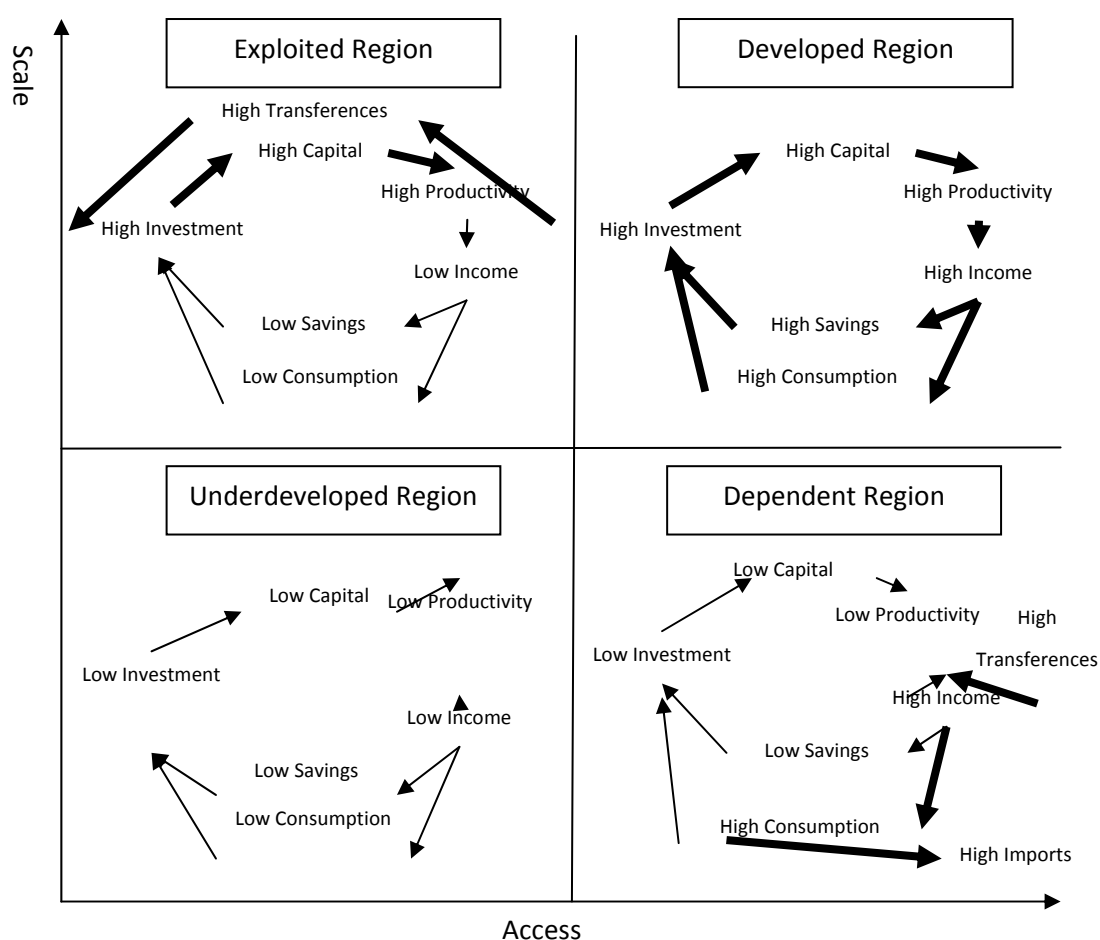 Scale
Exploited Region
High Transferences
High Capital
High Productivity
High Investment
Low Income
Low Savings
Low Consumption
Developed Region
High Capital
High Productivity
High Investment
High Income
High Savings
High Consumption
Underdeveloped Region
Low Capital
Low Productivity
Low Investment
Low Income
Low Savings
Low Consumption
Dependent Region
Low Capital
Low Productivity
High
Transferences
Low Investment
High Income
Low Savings
High Consumption
High Imports
Access